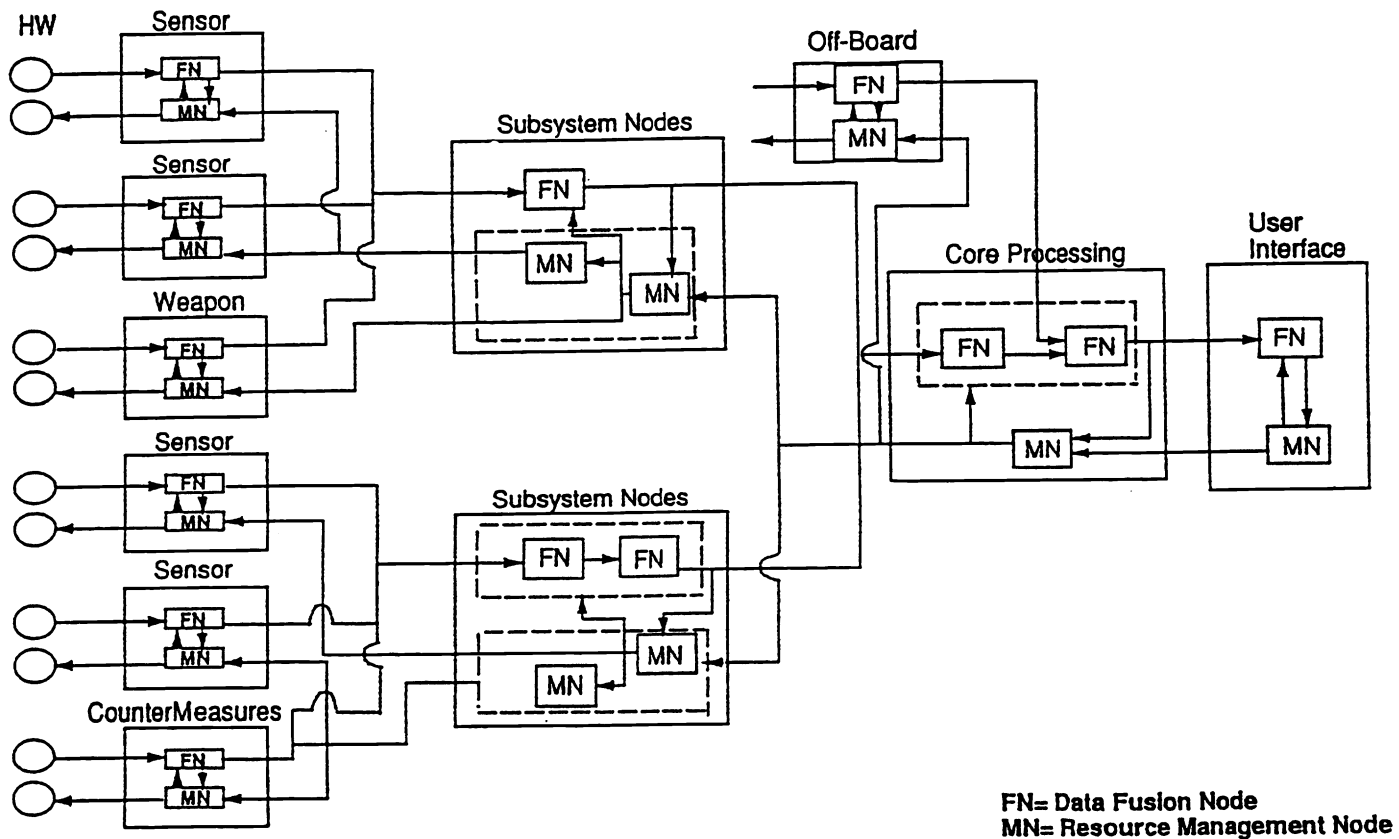 HW
Sensor
FN
MN
Sensor
FN
MN
Weapon
FN
MN
Sensor
FN
MN
Sensor
FN
MN
CounterMeasures
FN
MN
Subsystem Nodes
FN
MN
MN
Subsystem Nodes
FN
FN
MN
MN
Off-Board
FN
MN
Core Processing
FN
FN
MN
User
Interface
FN
MN
FN= Data Fusion Node
MN= Resource Management Node